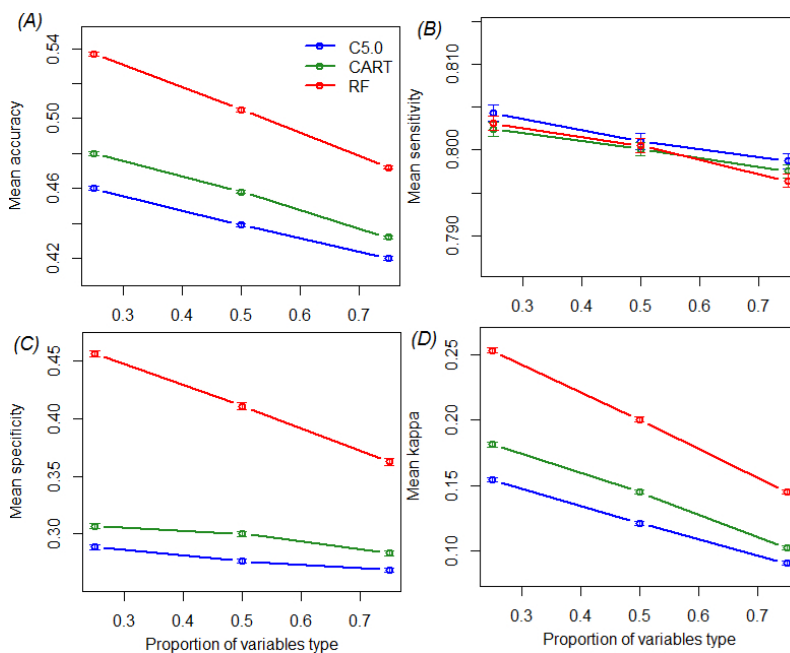 (A)
Mean accuracy
0.54
0.50
0.46
0.42
0.3 0.4 0.5 0.6 0.7
C5.0
CART
RF
(B)
Mean sensitivity
0.810
0.800
0.790
0.3 0.4 0.5 0.6 0.7
(C)
Mean specificity
0.45
0.40
0.35
0.30
0.3 0.4 0.5 0.6 0.7
Proportion of variables type
(D)
Mean kappa
0.25
0.20
0.15
0.10
0.3 0.4 0.5 0.6 0.7
Proportion of variables type